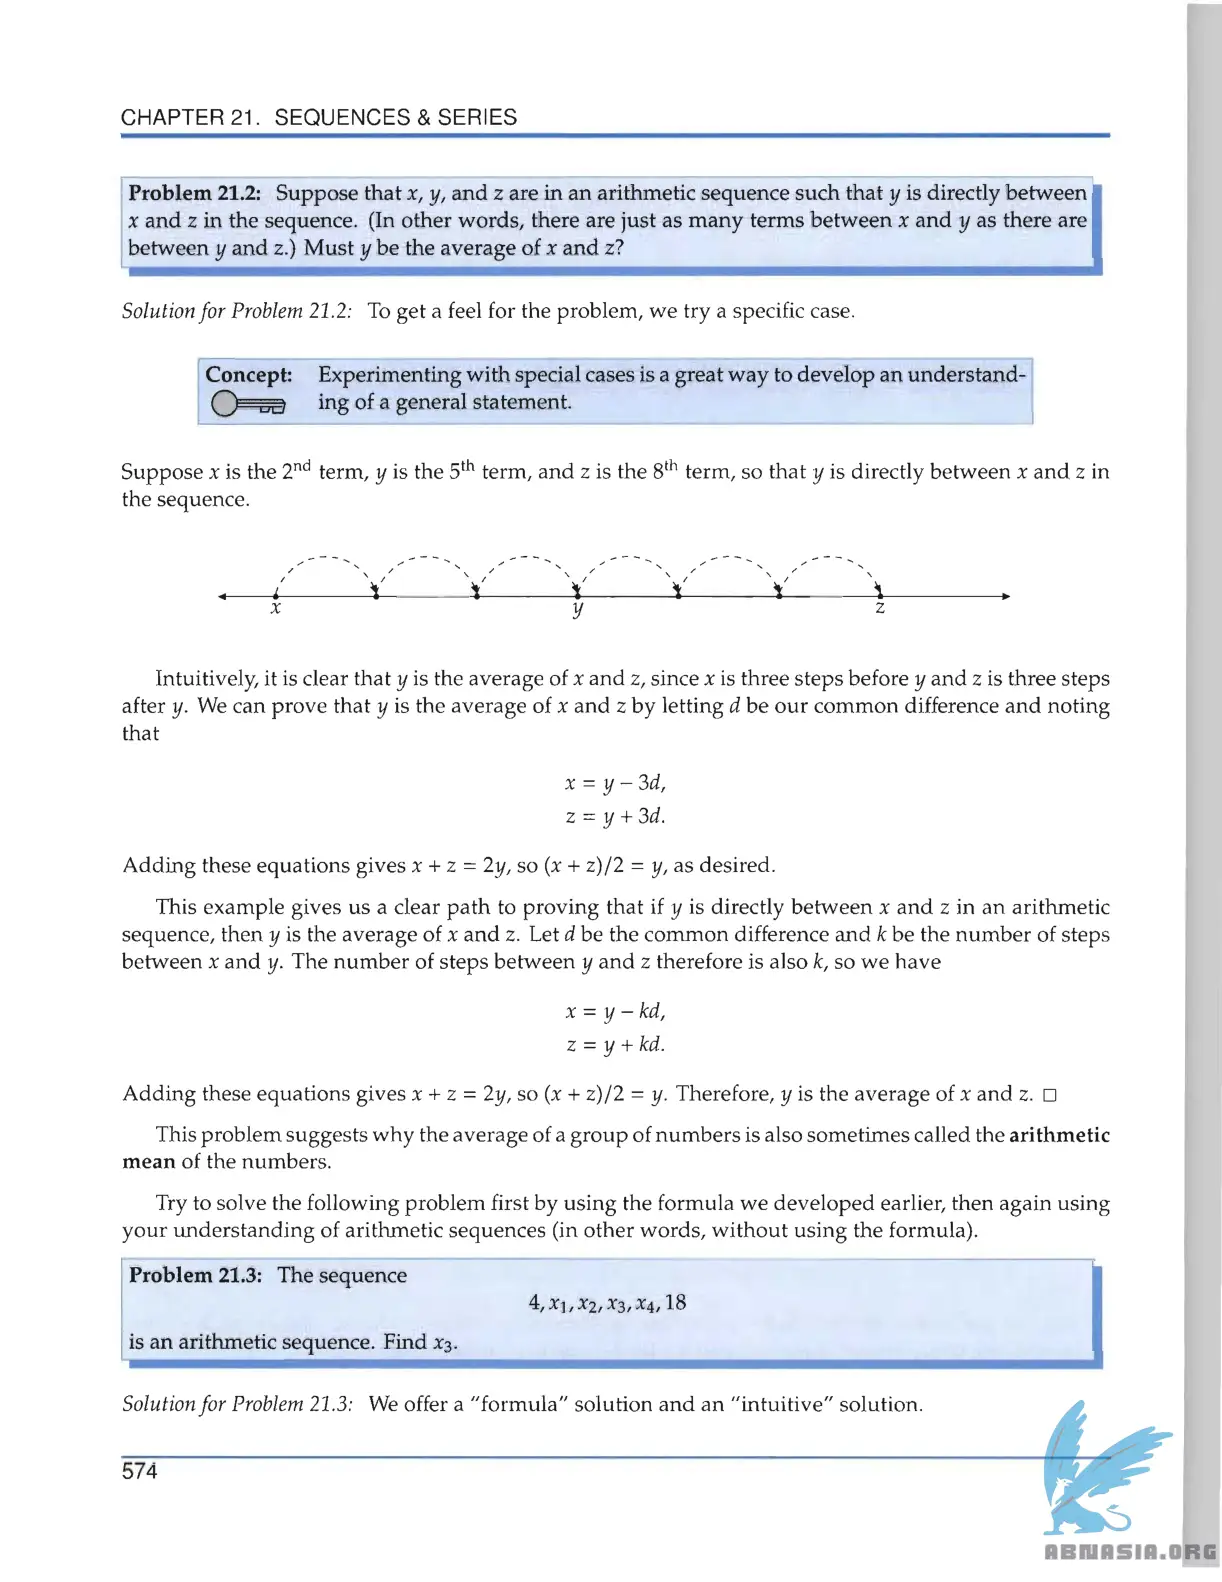 CHAPTER 21. SEQUENCES & SERIES
Problem 21.2: Suppose that x, y, and z are in an arithmetic sequence such that y is directly between
x and z in the sequence. (In other words, there are just as many terms between x and y as there are
between y and z.) Must y be the average of x and z?
Solution for Problem 21.2: To get a feel for the problem, we try a specific case.
Concept: Experimenting with special cases is a great way to develop an understand-
ing of a general statement.
Suppose x is the 2nd term, y is the 5th term, and z is the 8th term, so that y is directly between x and z in
the sequence.
x y z
Intuitively, it is clear that y is the average of x and z, since x is three steps before y and z is three steps
after y. We can prove that y is the average of x and z by letting d be our common difference and noting
that
x = y − 3d,
z = y + 3d.
Adding these equations gives x + z = 2y, so (x + z)/2 = y, as desired.
This example gives us a clear path to proving that if y is directly between x and z in an arithmetic
sequence, then y is the average of x and z. Let d be the common difference and k be the number of steps
between x and y. The number of steps between y and z therefore is also k, so we have
x = y − kd,
z = y + kd.
Adding these equations gives x + z = 2y, so (x + z)/2 = y. Therefore, y is the average of x and z. □
This problem suggests why the average of a group of numbers is also sometimes called the arithmetic
mean of the numbers.
Try to solve the following problem first by using the formula we developed earlier, then again using
your understanding of arithmetic sequences (in other words, without using the formula).
Problem 21.3: The sequence
4, x₁, x₂, x₃, x₄, 18
is an arithmetic sequence. Find x₃.
Solution for Problem 21.3: We offer a "formula" solution and an "intuitive" solution.
574
ABNASIA.ORG